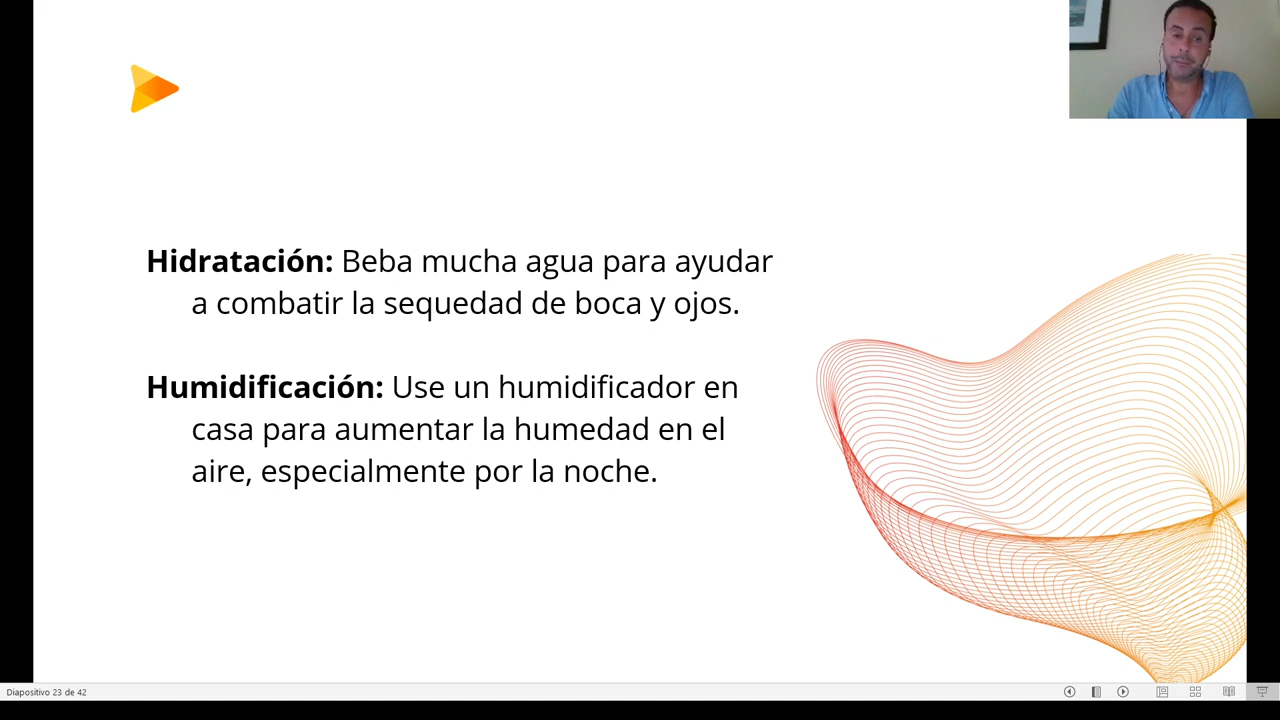 Hidratación: Beba mucha agua para ayudar
a combatir la sequedad de boca y ojos.
Humidificación: Use un humidificador en
casa para aumentar la humedad en el
aire, especialmente por la noche.
Diapositivo 23 de 42